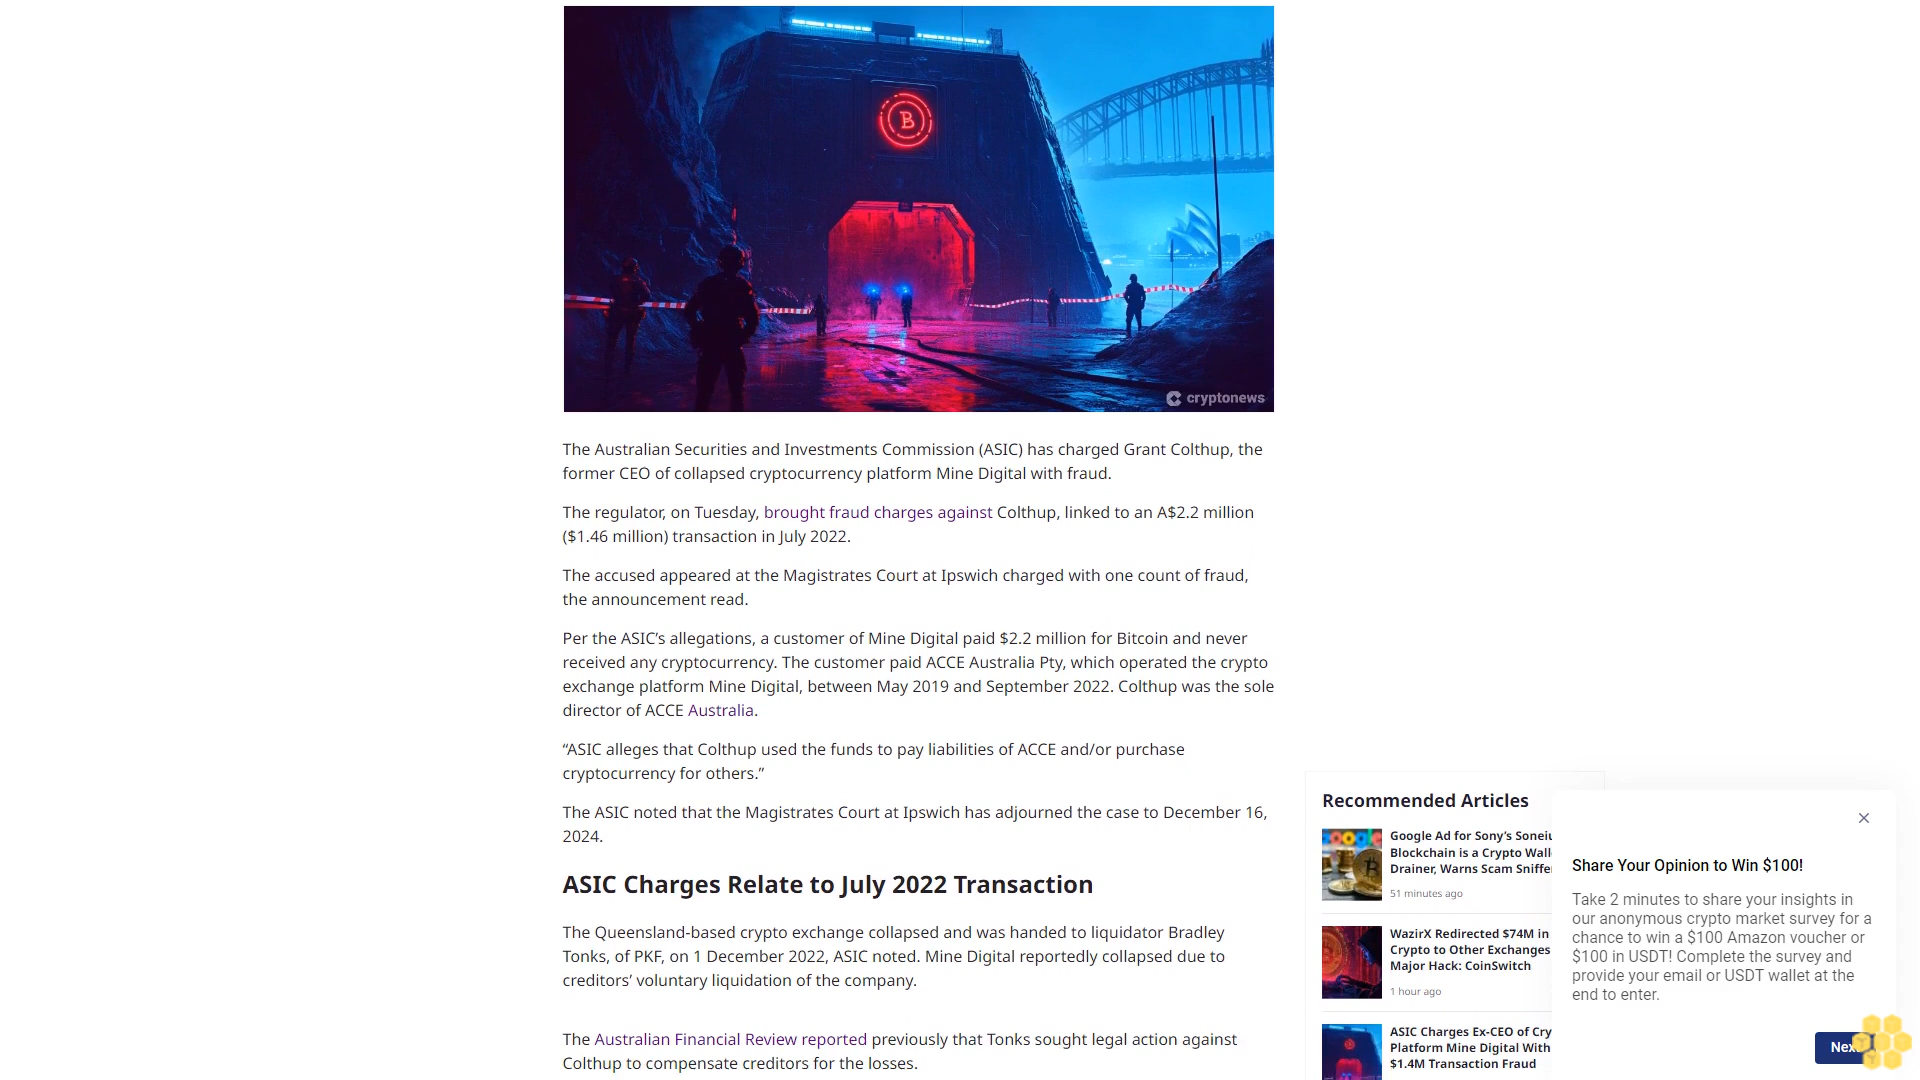 B
cryptonews
The Australian Securities and Investments Commission (ASIC) has charged Grant Colthup, the
former CEO of collapsed cryptocurrency platform Mine Digital with fraud.
The regulator, on Tuesday, brought fraud charges against Colthup, linked to an A$2.2 million
($1.46 million) transaction in July 2022.
The accused appeared at the Magistrates Court at Ipswich charged with one count of fraud,
the announcement read.
Per the ASIC’s allegations, a customer of Mine Digital paid $2.2 million for Bitcoin and never
received any cryptocurrency. The customer paid ACCE Australia Pty, which operated the crypto
exchange platform Mine Digital, between May 2019 and September 2022. Colthup was the sole
director of ACCE Australia.
“ASIC alleges that Colthup used the funds to pay liabilities of ACCE and/or purchase
cryptocurrency for others.”
The ASIC noted that the Magistrates Court at Ipswich has adjourned the case to December 16,
2024.
ASIC Charges Relate to July 2022 Transaction
The Queensland-based crypto exchange collapsed and was handed to liquidator Bradley
Tonks, of PKF, on 1 December 2022, ASIC noted. Mine Digital reportedly collapsed due to
creditors’ voluntary liquidation of the company.
The Australian Financial Review reported previously that Tonks sought legal action against
Colthup to compensate creditors for the losses.
Recommended Articles
Google Ad for Sony’s
Blockchain is a Crypto
Drainer, Warns Scam
51 minutes ago
WazirX Redirected $74M in
Crypto to Other Exchanges
Major Hack: CoinSwitch
1 hour ago
ASIC Charges Ex-CEO of
Platform Mine Digital With
$1.4M Transaction Fraud
Share Your Opinion to Win $100!
Take 2 minutes to share your insights in
our anonymous crypto market survey for a
chance to win a $100 Amazon voucher or
$100 in USDT! Complete the survey and
provide your email or USDT wallet at the
end to enter.